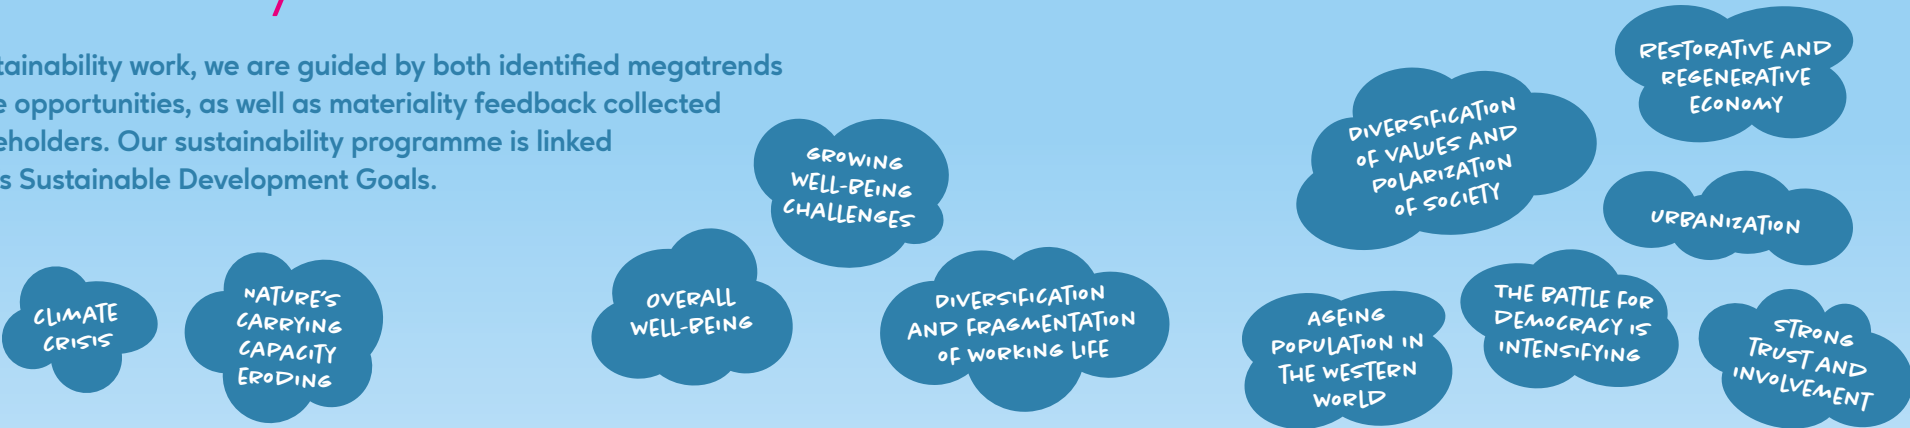 tainability work, we are guided by both identified megatrends
e opportunities, as well as materiality feedback collected
eholders. Our sustainability programme is linked
s Sustainable Development Goals.
CLIMATE
CRISIS
NATURE'S
CARRYING
CAPACITY
ERODING
OVERALL
WELL-BEING
GROWING
WELL-BEING
CHALLENGES
DIVERSIFICATION
AND FRAGMENTATION
OF WORKING LIFE
DIVERSIFICATION
OF VALUES AND
POLARIZATION
OF SOCIETY
RESTORATIVE AND
REGENERATIVE
ECONOMY
URBANIZATION
AGEING
POPULATION IN
THE WESTERN
WORLD
THE BATTLE FOR
DEMOCRACY IS
INTENSIFYING
STRONG
TRUST AND
INVOLVEMENT